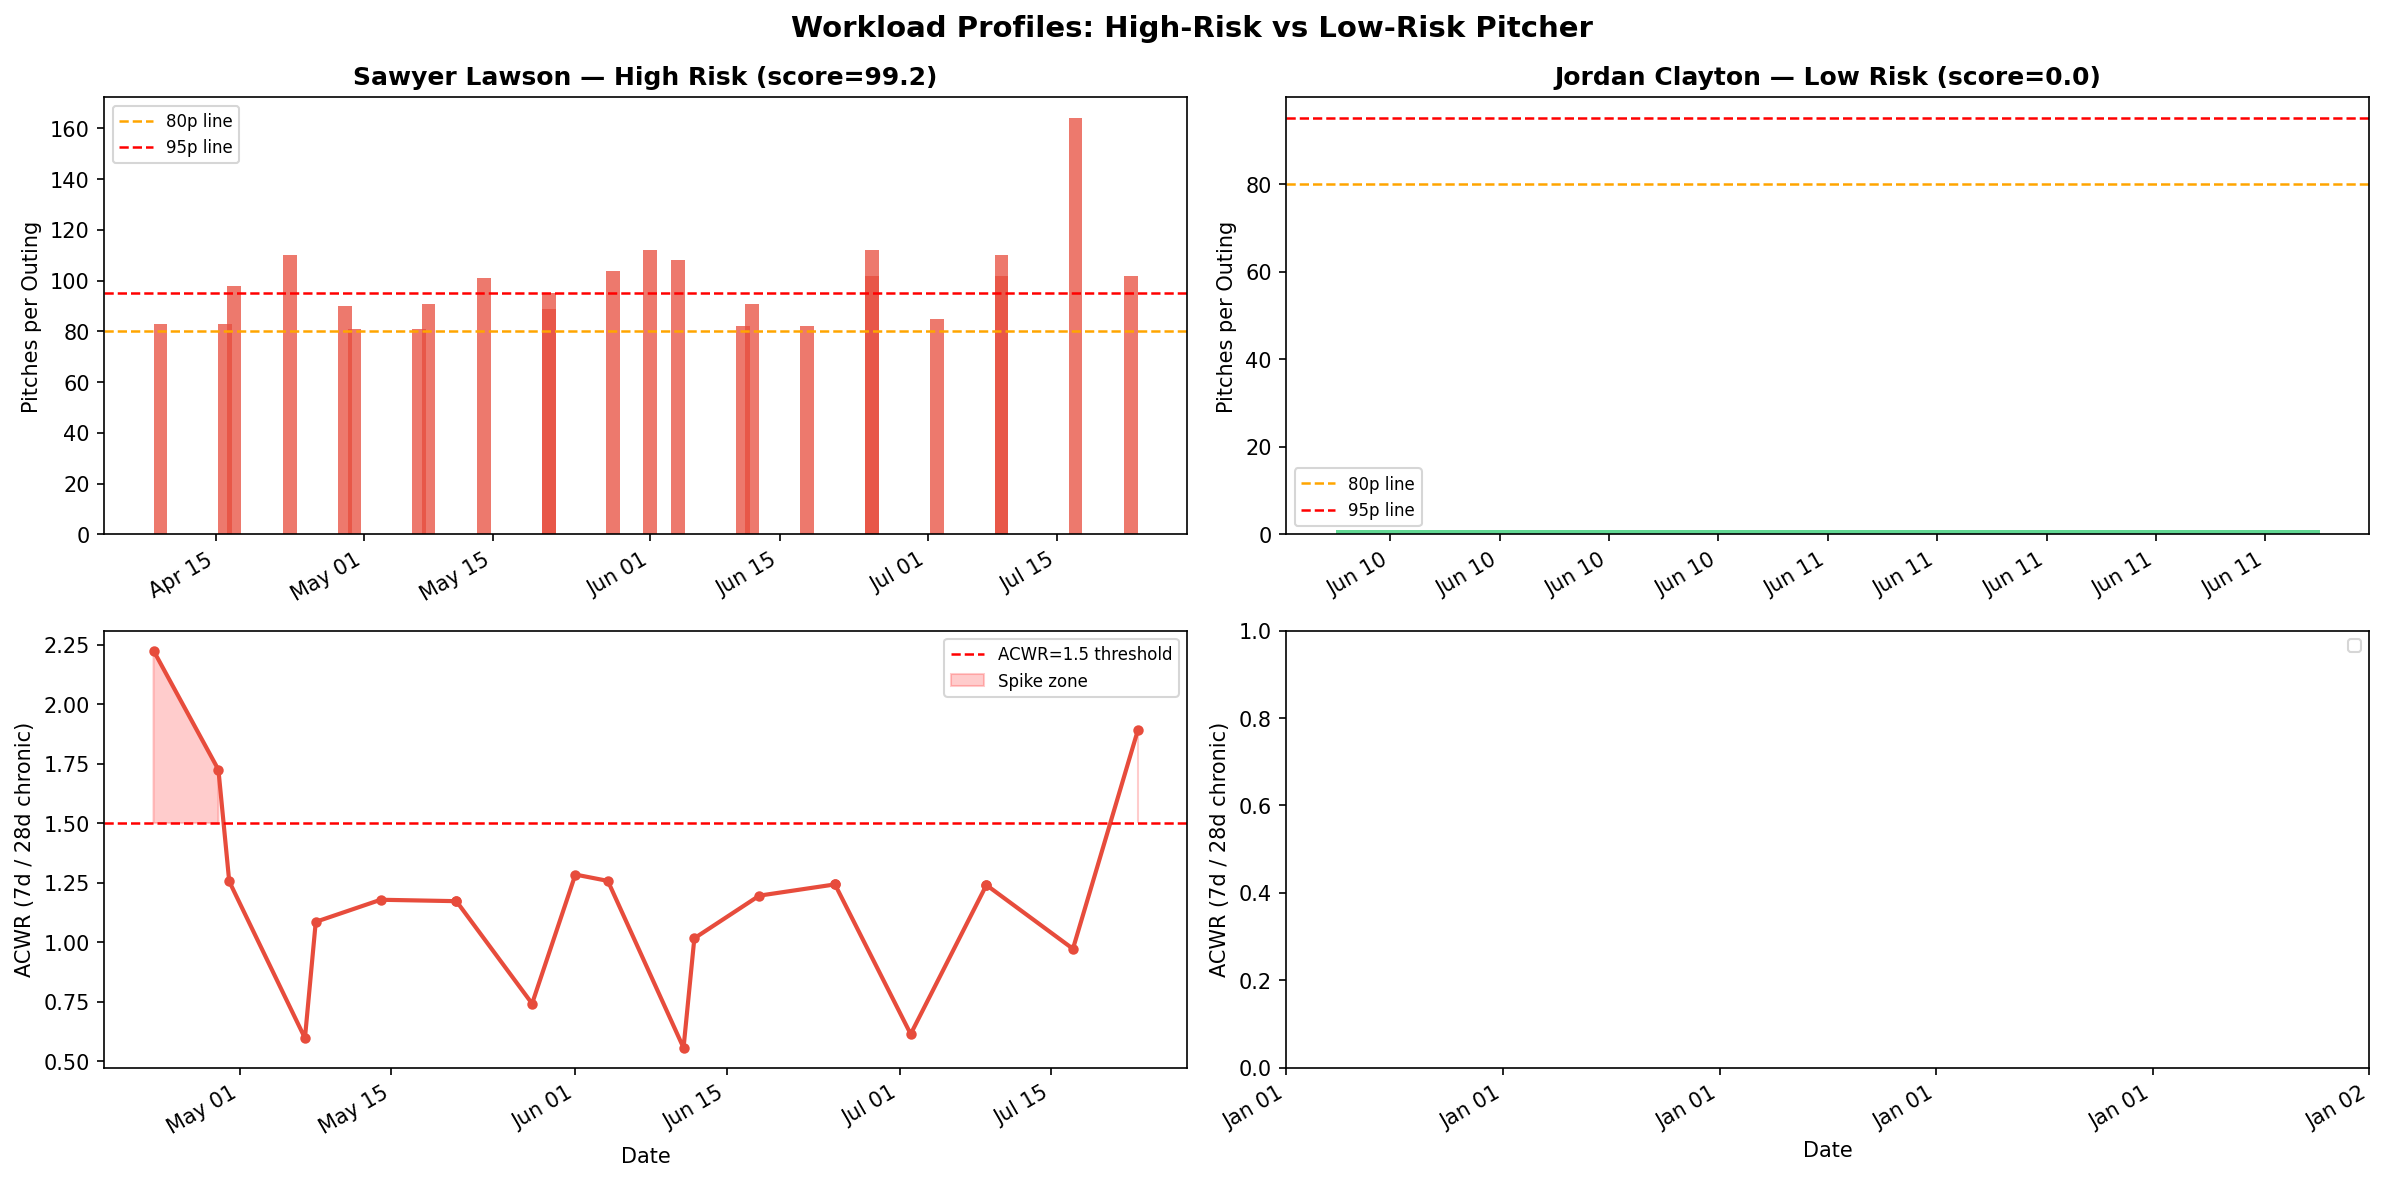 Workload Profiles: High-Risk vs Low-Risk Pitcher
Sawyer Lawson — High Risk (score=99.2)
80p line
95p line
Pitches per Outing
160
140
120
100
80
60
40
20
0
Apr 15
May 01
May 15
Jun 01
Jun 15
Jul 01
Jul 15
Jordan Clayton — Low Risk (score=0.0)
Pitches per Outing
80
60
40
20
0
80p line
95p line
Jun 10
Jun 10
Jun 10
Jun 10
Jun 11
Jun 11
Jun 11
Jun 11
Jun 11
ACWR (7d / 28d chronic)
2.25
2.00
1.75
1.50
1.25
1.00
0.75
0.50
ACWR=1.5 threshold
Spike zone
May 01
May 15
Jun 01
Jun 15
Jul 01
Jul 15
Date
ACWR (7d / 28d chronic)
1.0
0.8
0.6
0.4
0.2
0.0
Jan 01
Jan 01
Jan 01
Jan 01
Jan 01
Jan 02
Date